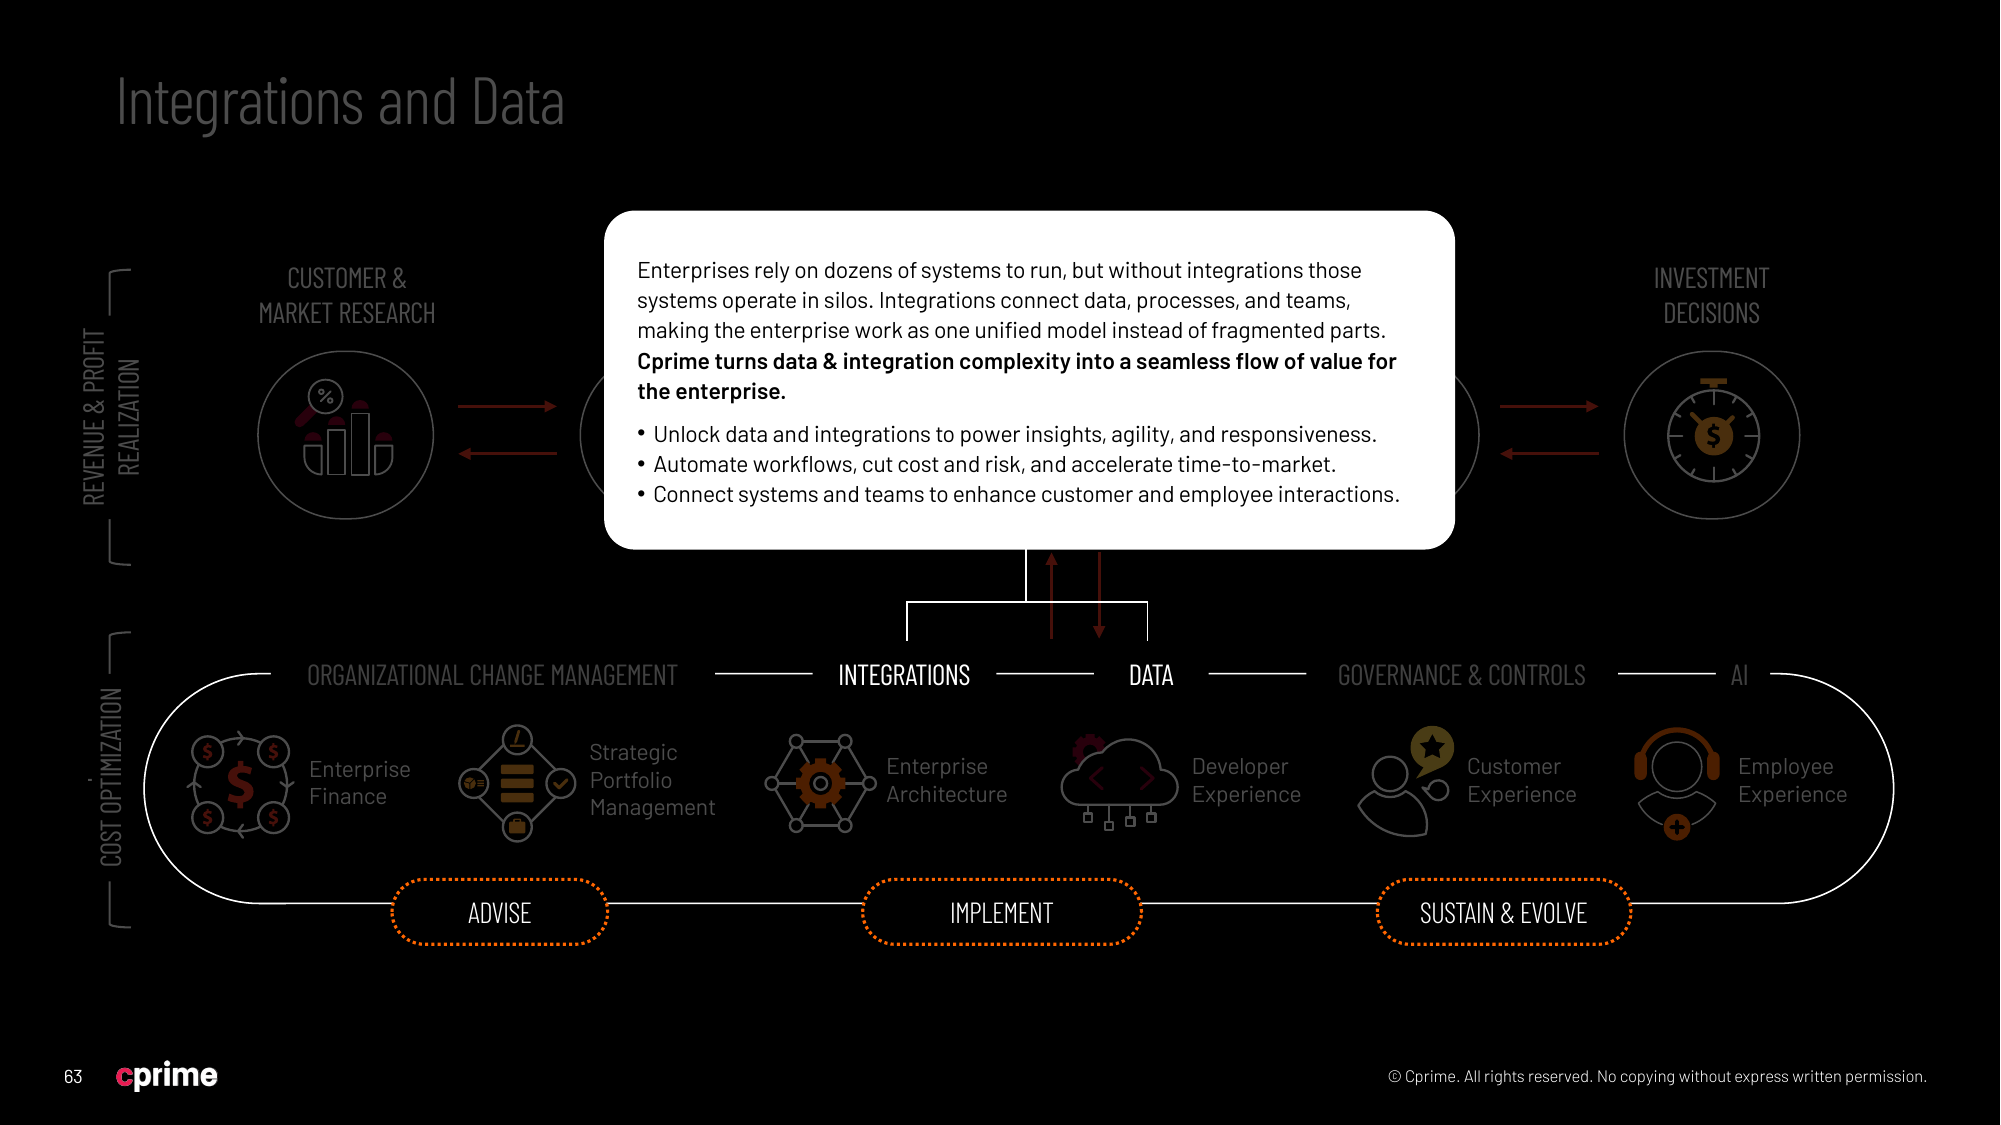 Integrations and Data
Enterprises rely on dozens of systems to run, but without integrations those
systems operate in silos. Integrations connect data, processes, and teams,
making the enterprise work as one unified model instead of fragmented parts.
Cprime turns data & integration complexity into a seamless flow of value for
the enterprise.
• Unlock data and integrations to power insights, agility, and responsiveness.
• Automate workflows, cut cost and risk, and accelerate time-to-market.
• Connect systems and teams to enhance customer and employee interactions.
REVENUE & PROFIT
REALIZATION
CUSTOMER &
MARKET RESEARCH
%
INVESTMENT
DECISIONS
$
COST OPTIMIZATION
ORGANIZATIONAL CHANGE MANAGEMENT
INTEGRATIONS
DATA
GOVERNANCE & CONTROLS
AI
$ $
$
$ $
Enterprise
Finance
Strategic
Portfolio
Management
Enterprise
Architecture
Developer
Experience
Customer
Experience
Employee
Experience
ADVISE
IMPLEMENT
SUSTAIN & EVOLVE
63
cprime
© Cprime. All rights reserved. No copying without express written permission.